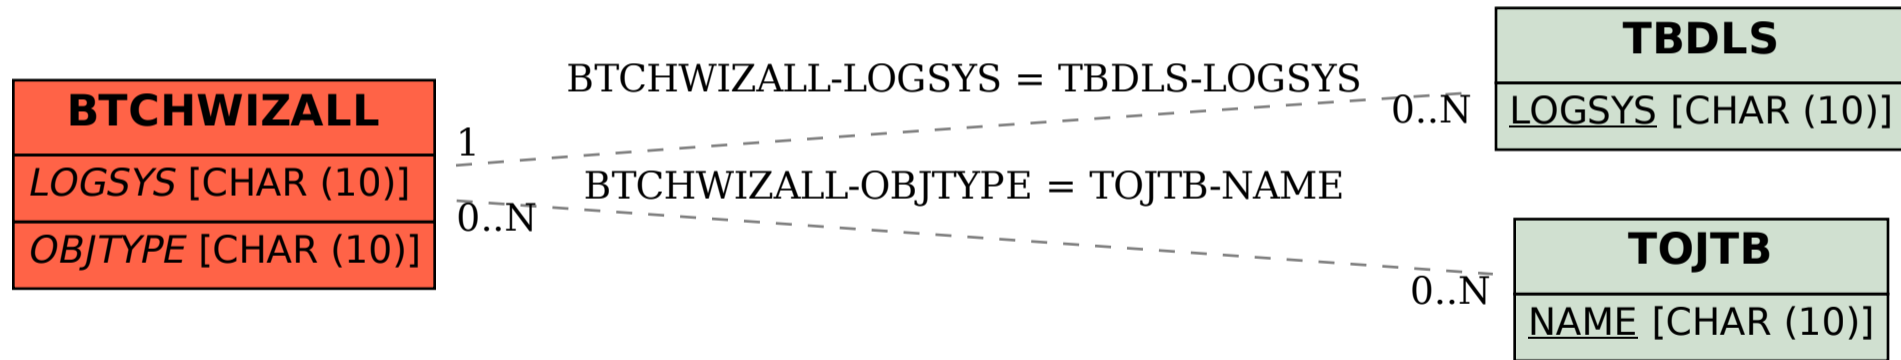 BTCHWIZALL
LOGSYS [CHAR (10)]
OBJTYPE [CHAR (10)]
BTCHWIZALL-LOGSYS = TBDLS-LOGSYS
1
0..N
BTCHWIZALL-OBJTYPE = TOJTB-NAME
0..N
0..N
TBDLS
LOGSYS [CHAR (10)]
TOJTB
NAME [CHAR (10)]